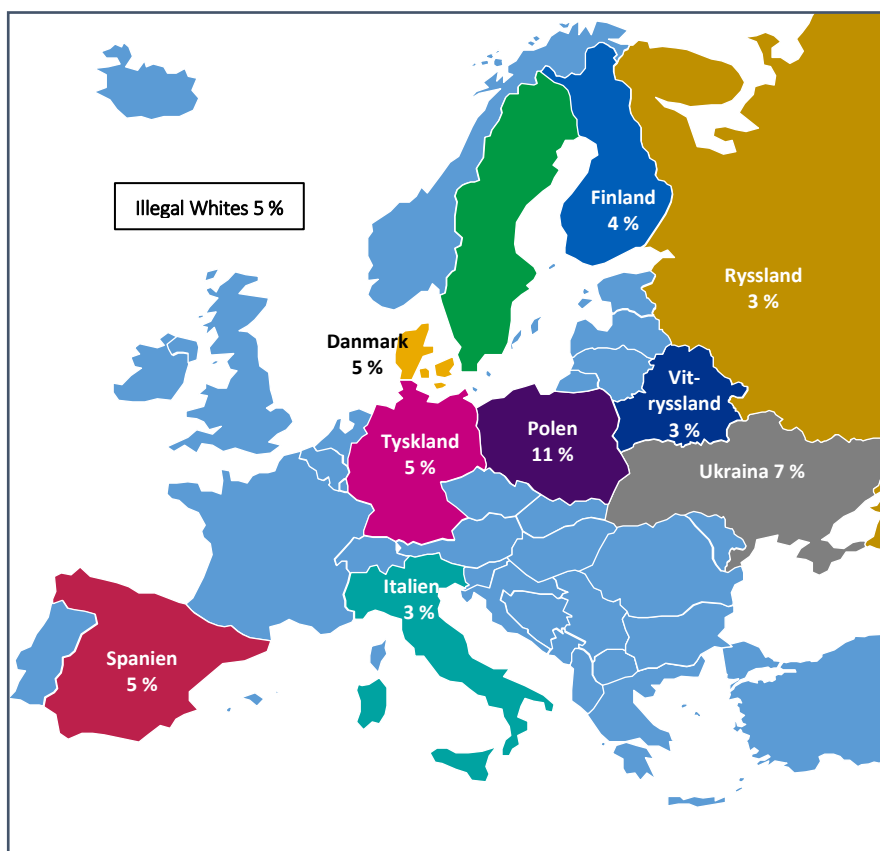 Illegal Whites 5 %
Finland
4 %
Ryssland
3 %
Danmark
5 %
Vit-
ryssland
3 %
Tyskland
5 %
Polen
11 %
Ukraina 7 %
Italien
3 %
Spanien
5 %